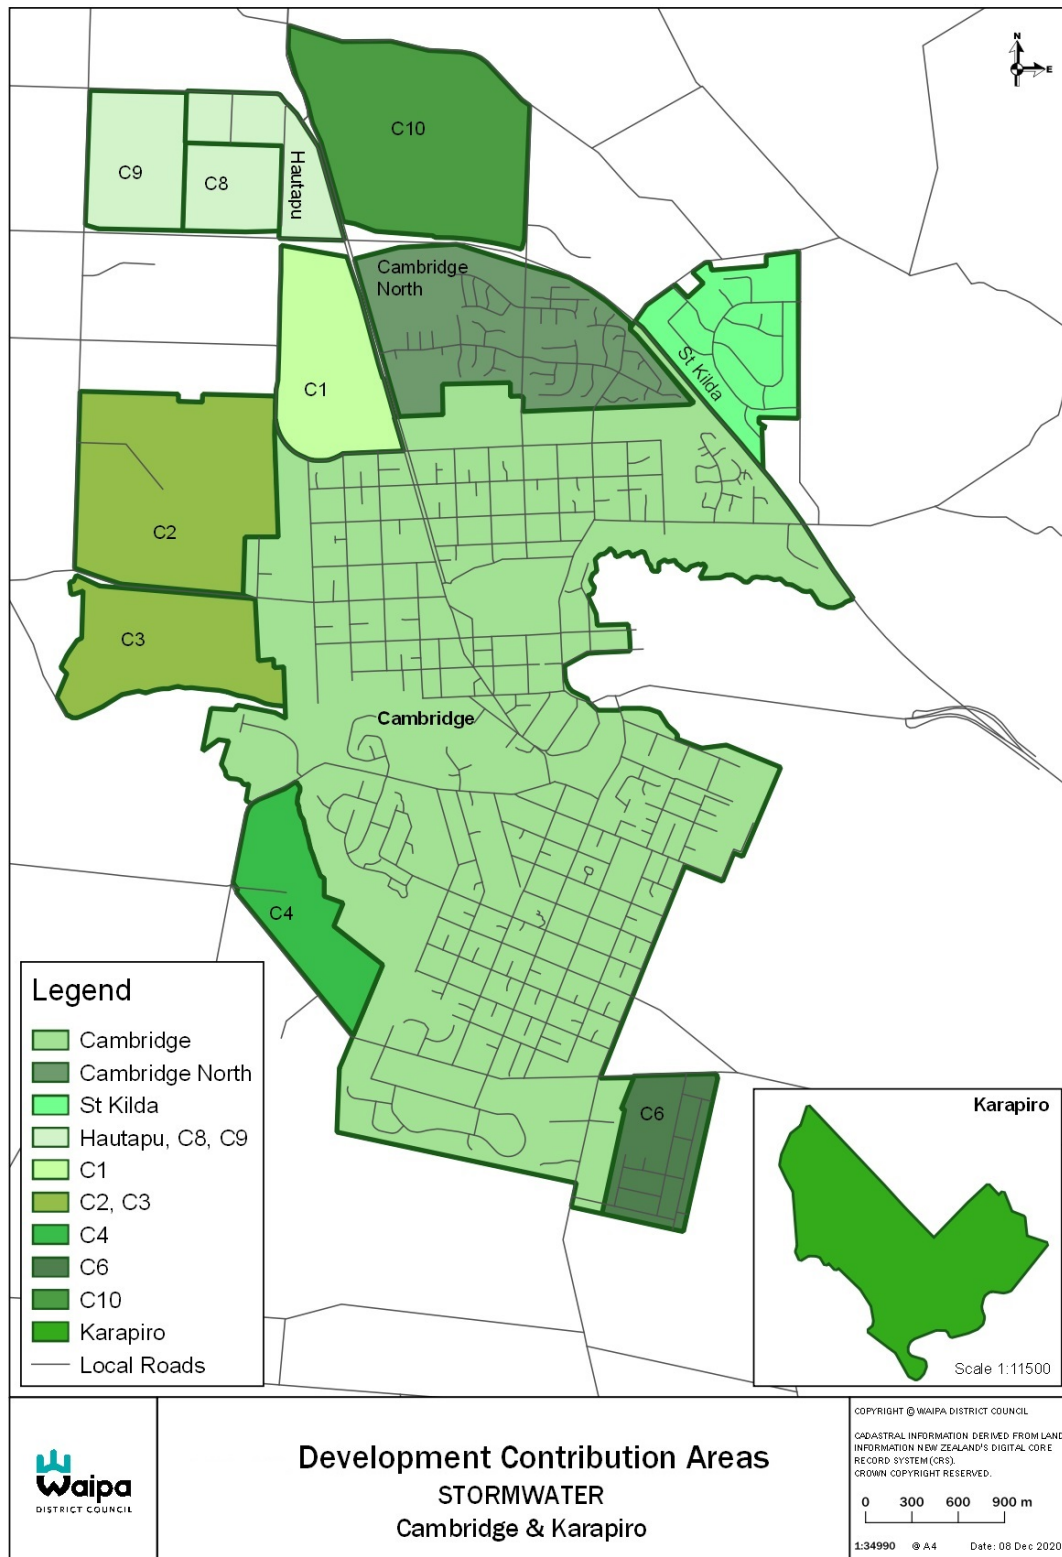 N
E
C10
C9
C8
Hautapu
Cambridge
North
St Kilda
C1
C2
C3
Cambridge
C4
C6
Legend
Cambridge
Cambridge North
St Kilda
Hautapu, C8, C9
C1
C2, C3
C4
C6
C10
Karapiro
Local Roads
Karapiro
Scale 1:11500
Waipa
DISTRICT COUNCIL
Development Contribution Areas
STORMWATER
Cambridge & Karapiro
COPYRIGHT © WAIPA DISTRICT COUNCIL
CADASTRAL INFORMATION DERIVED FROM LAND
INFORMATION NEW ZEALAND'S DIGITAL CORE
RECORD SYSTEM (CRS).
CROWN COPYRIGHT RESERVED.
0 300 600 900 m
1:34990 @ A4 Date: 08 Dec 2020